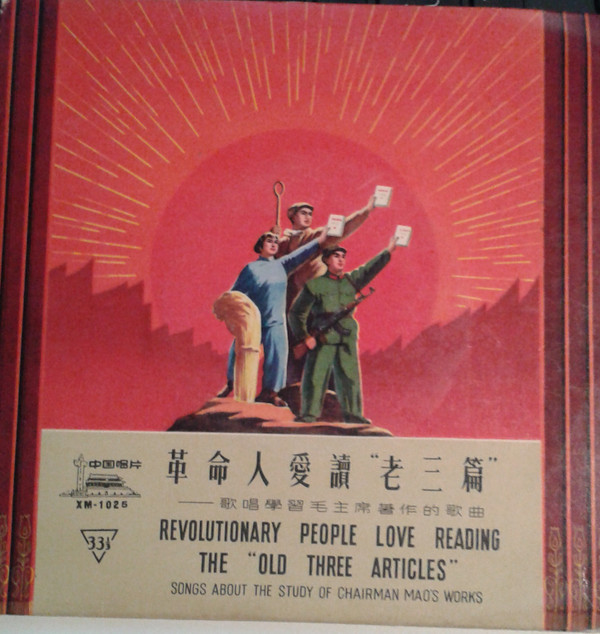 中国唱片
XM-1025
33⅓
革命人愛讀“老三篇”
——歌唱學習毛主席著作的歌曲
REVOLUTIONARY PEOPLE LOVE READING
THE "OLD THREE ARTICLES"
SONGS ABOUT THE STUDY OF CHAIRMAN MAO'S WORKS